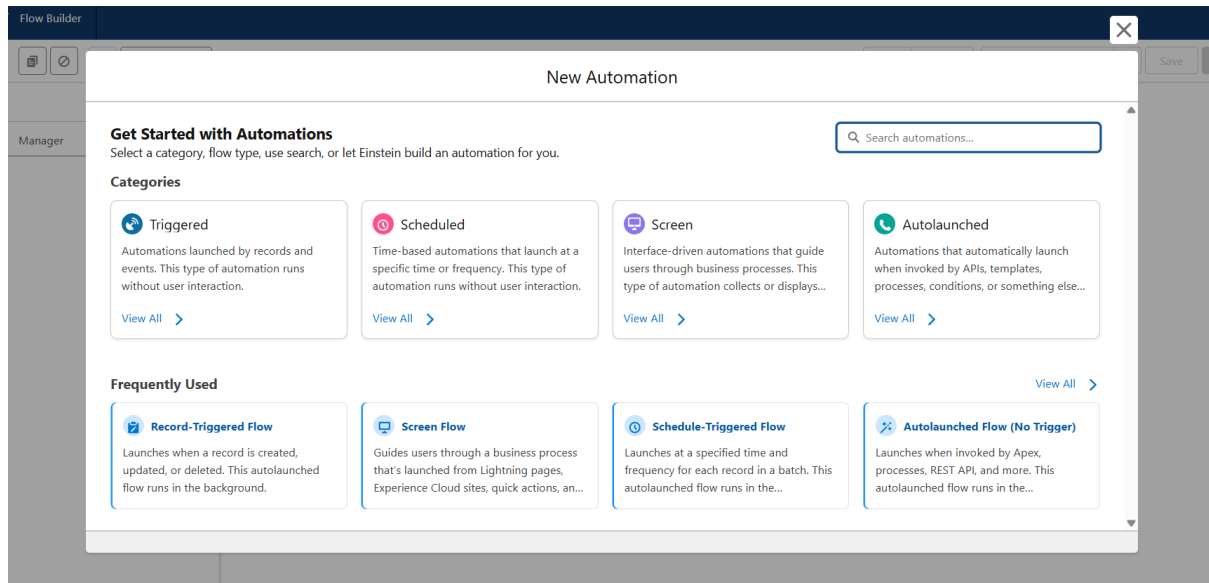 Flow Builder
Save
Manager
New Automation
Get Started with Automations
Select a category, flow type, use search, or let Einstein build an automation for you.
Search automations...
Categories
Triggered
Automations launched by records and
events. This type of automation runs
without user interaction.
View All
Scheduled
Time-based automations that launch at a
specific time or frequency. This type of
automation runs without user interaction.
View All
Screen
Interface-driven automations that guide
users through business processes. This
type of automation collects or displays...
View All
Autolaunched
Automations that automatically launch
when invoked by APIs, templates,
processes, conditions, or something else...
View All
Frequently Used
View All
Record-Triggered Flow
Launches when a record is created,
updated, or deleted. This autolaunched
flow runs in the background.
Screen Flow
Guides users through a business process
that's launched from Lightning pages,
Experience Cloud sites, quick actions, an...
Schedule-Triggered Flow
Launches at a specified time and
frequency for each record in a batch. This
autolaunched flow runs in the...
Autolaunched Flow (No Trigger)
Launches when invoked by Apex,
processes, REST API, and more. This
autolaunched flow runs in the...